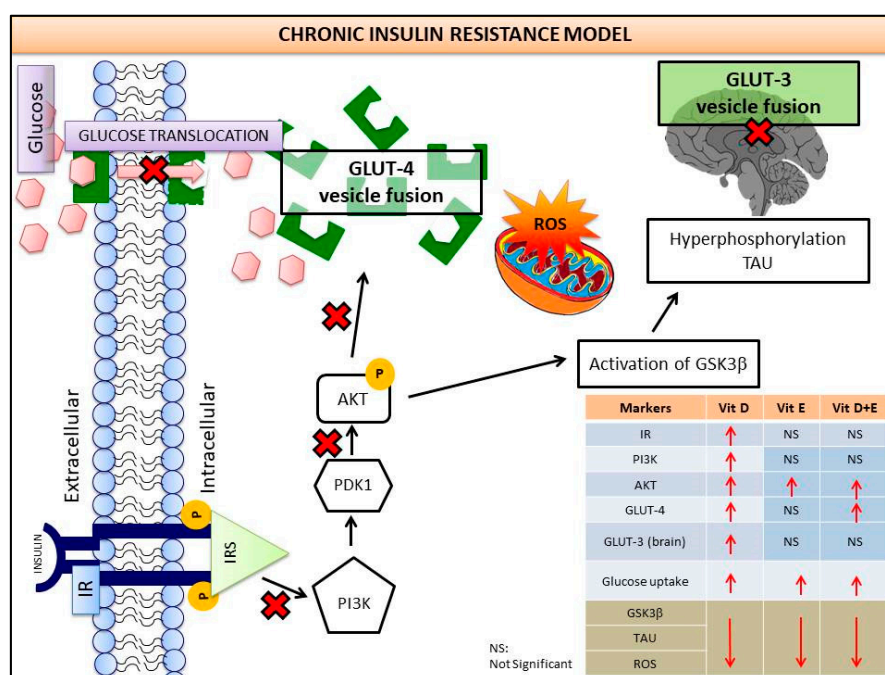 CHRONIC INSULIN RESISTANCE MODEL
Glucose
GLUCOSE TRANSLOCATION
GLUT-4
vesicle fusion
GLUT-3
vesicle fusion
ROS
Hyperphosphorylation
TAU
Activation of GSK3β
P
AKT
PDK1
PI3K
Extracellular
Intracellular
INSULIN
IR
P
IRS
P
Markers Vit D Vit E Vit D+E
IR ↑ NS NS
PI3K ↑ NS NS
AKT ↑ ↑ ↑
GLUT-4 ↑ NS ↑
GLUT-3 (brain) ↑ NS NS
Glucose uptake ↑ ↑ ↑
GSK3β
TAU ↓ ↓ ↓
ROS
NS:
Not Significant